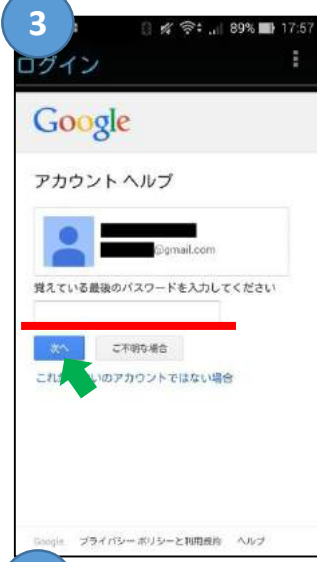 3
89% 17:57
ログイン
Google
アカウント ヘルプ
@gmail.com
覚えている最後のパスワードを入力してください
次へ ご不明な場合
いのアカウントではない場合
Google プライバシー ポリシーと利用規約 ヘルプ